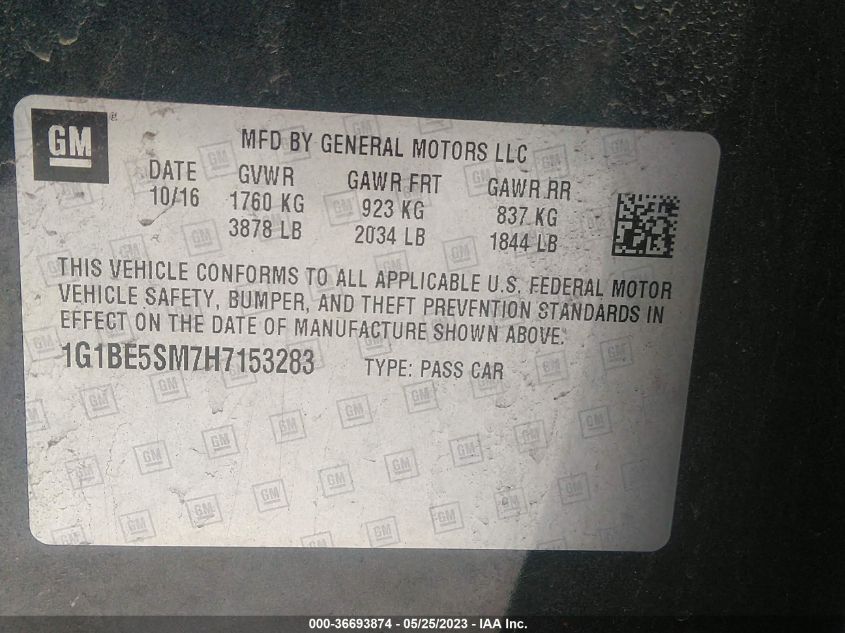 GM ®
MFD BY GENERAL MOTORS LLC
DATE GVWR GAWR FRT GAWR RR
10/16 1760 KG 923 KG 837 KG
3878 LB 2034 LB 1844 LB
THIS VEHICLE CONFORMS TO ALL APPLICABLE U.S. FEDERAL MOTOR
VEHICLE SAFETY, BUMPER, AND THEFT PREVENTION STANDARDS IN
EFFECT ON THE DATE OF MANUFACTURE SHOWN ABOVE.
1G1BE5SM7H7153283 TYPE: PASS CAR
000-36693874 - 05/25/2023 - IAA Inc.